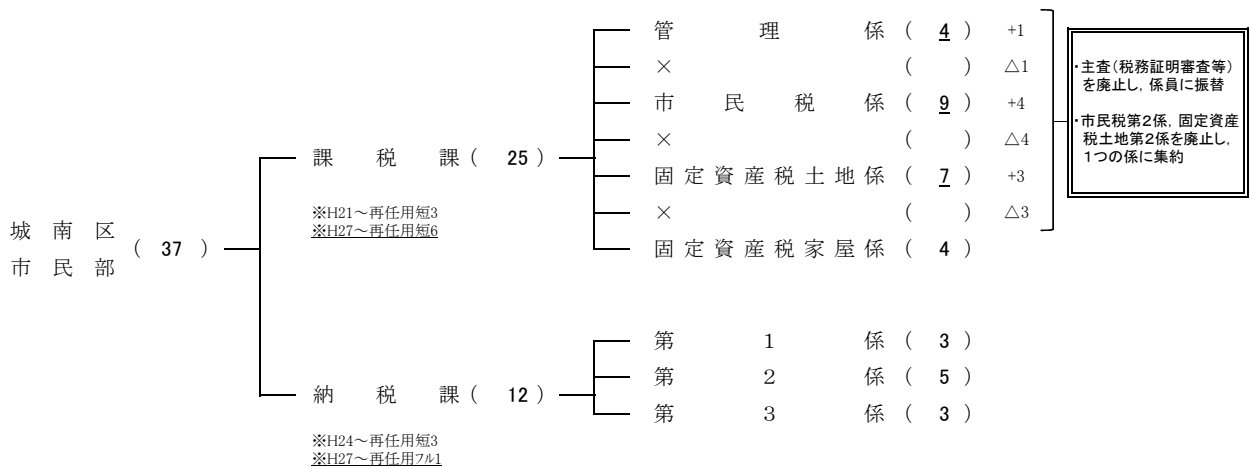 管理係(4) +1
×( ) △1
市民税係(9) +4
×( ) △4
課税課(25)
固定資産税土地係(7) +3
※H21～再任用短3
※H27～再任用短6
×( ) △3
固定資産税家屋係(4)
・主査(税務証明審査等)
を廃止し，係員に振替
・市民税第2係，固定資産
税土地第2係を廃止し，
1つの係に集約
城南区
市民部
(37)
第1係(3)
第2係(5)
納税課(12)
第3係(3)
※H24～再任用短3
※H27～再任用フル1